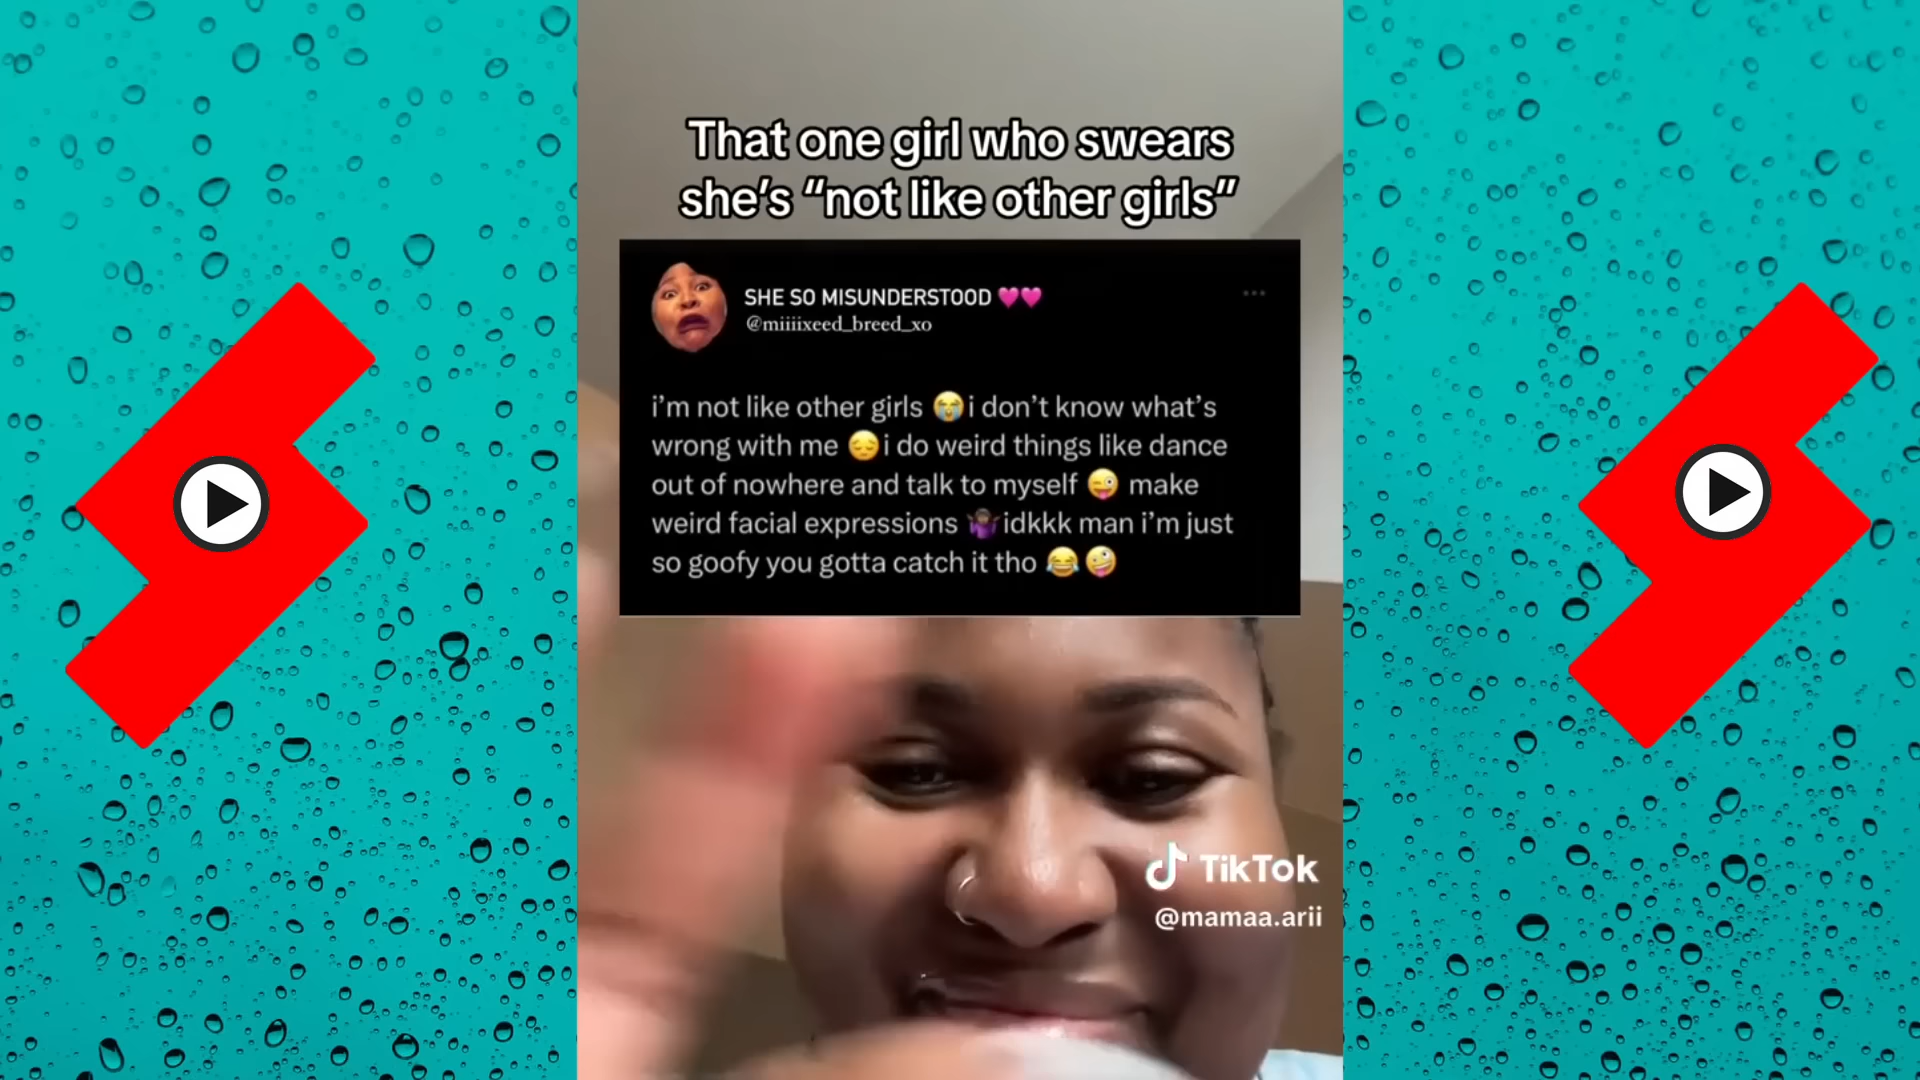 That one girl who swears
she’s “not like other girls”
SHE SO MISUNDERSTOOD 💗💗
@miiiixeed_breed_xo
i’m not like other girls 😭i don’t know what’s
wrong with me 😔i do weird things like dance
out of nowhere and talk to myself 😜 make
weird facial expressions 🤷🏾‍♀️idkkk man i’m just
so goofy you gotta catch it tho 😂🤪
TikTok
@mamaa.arii